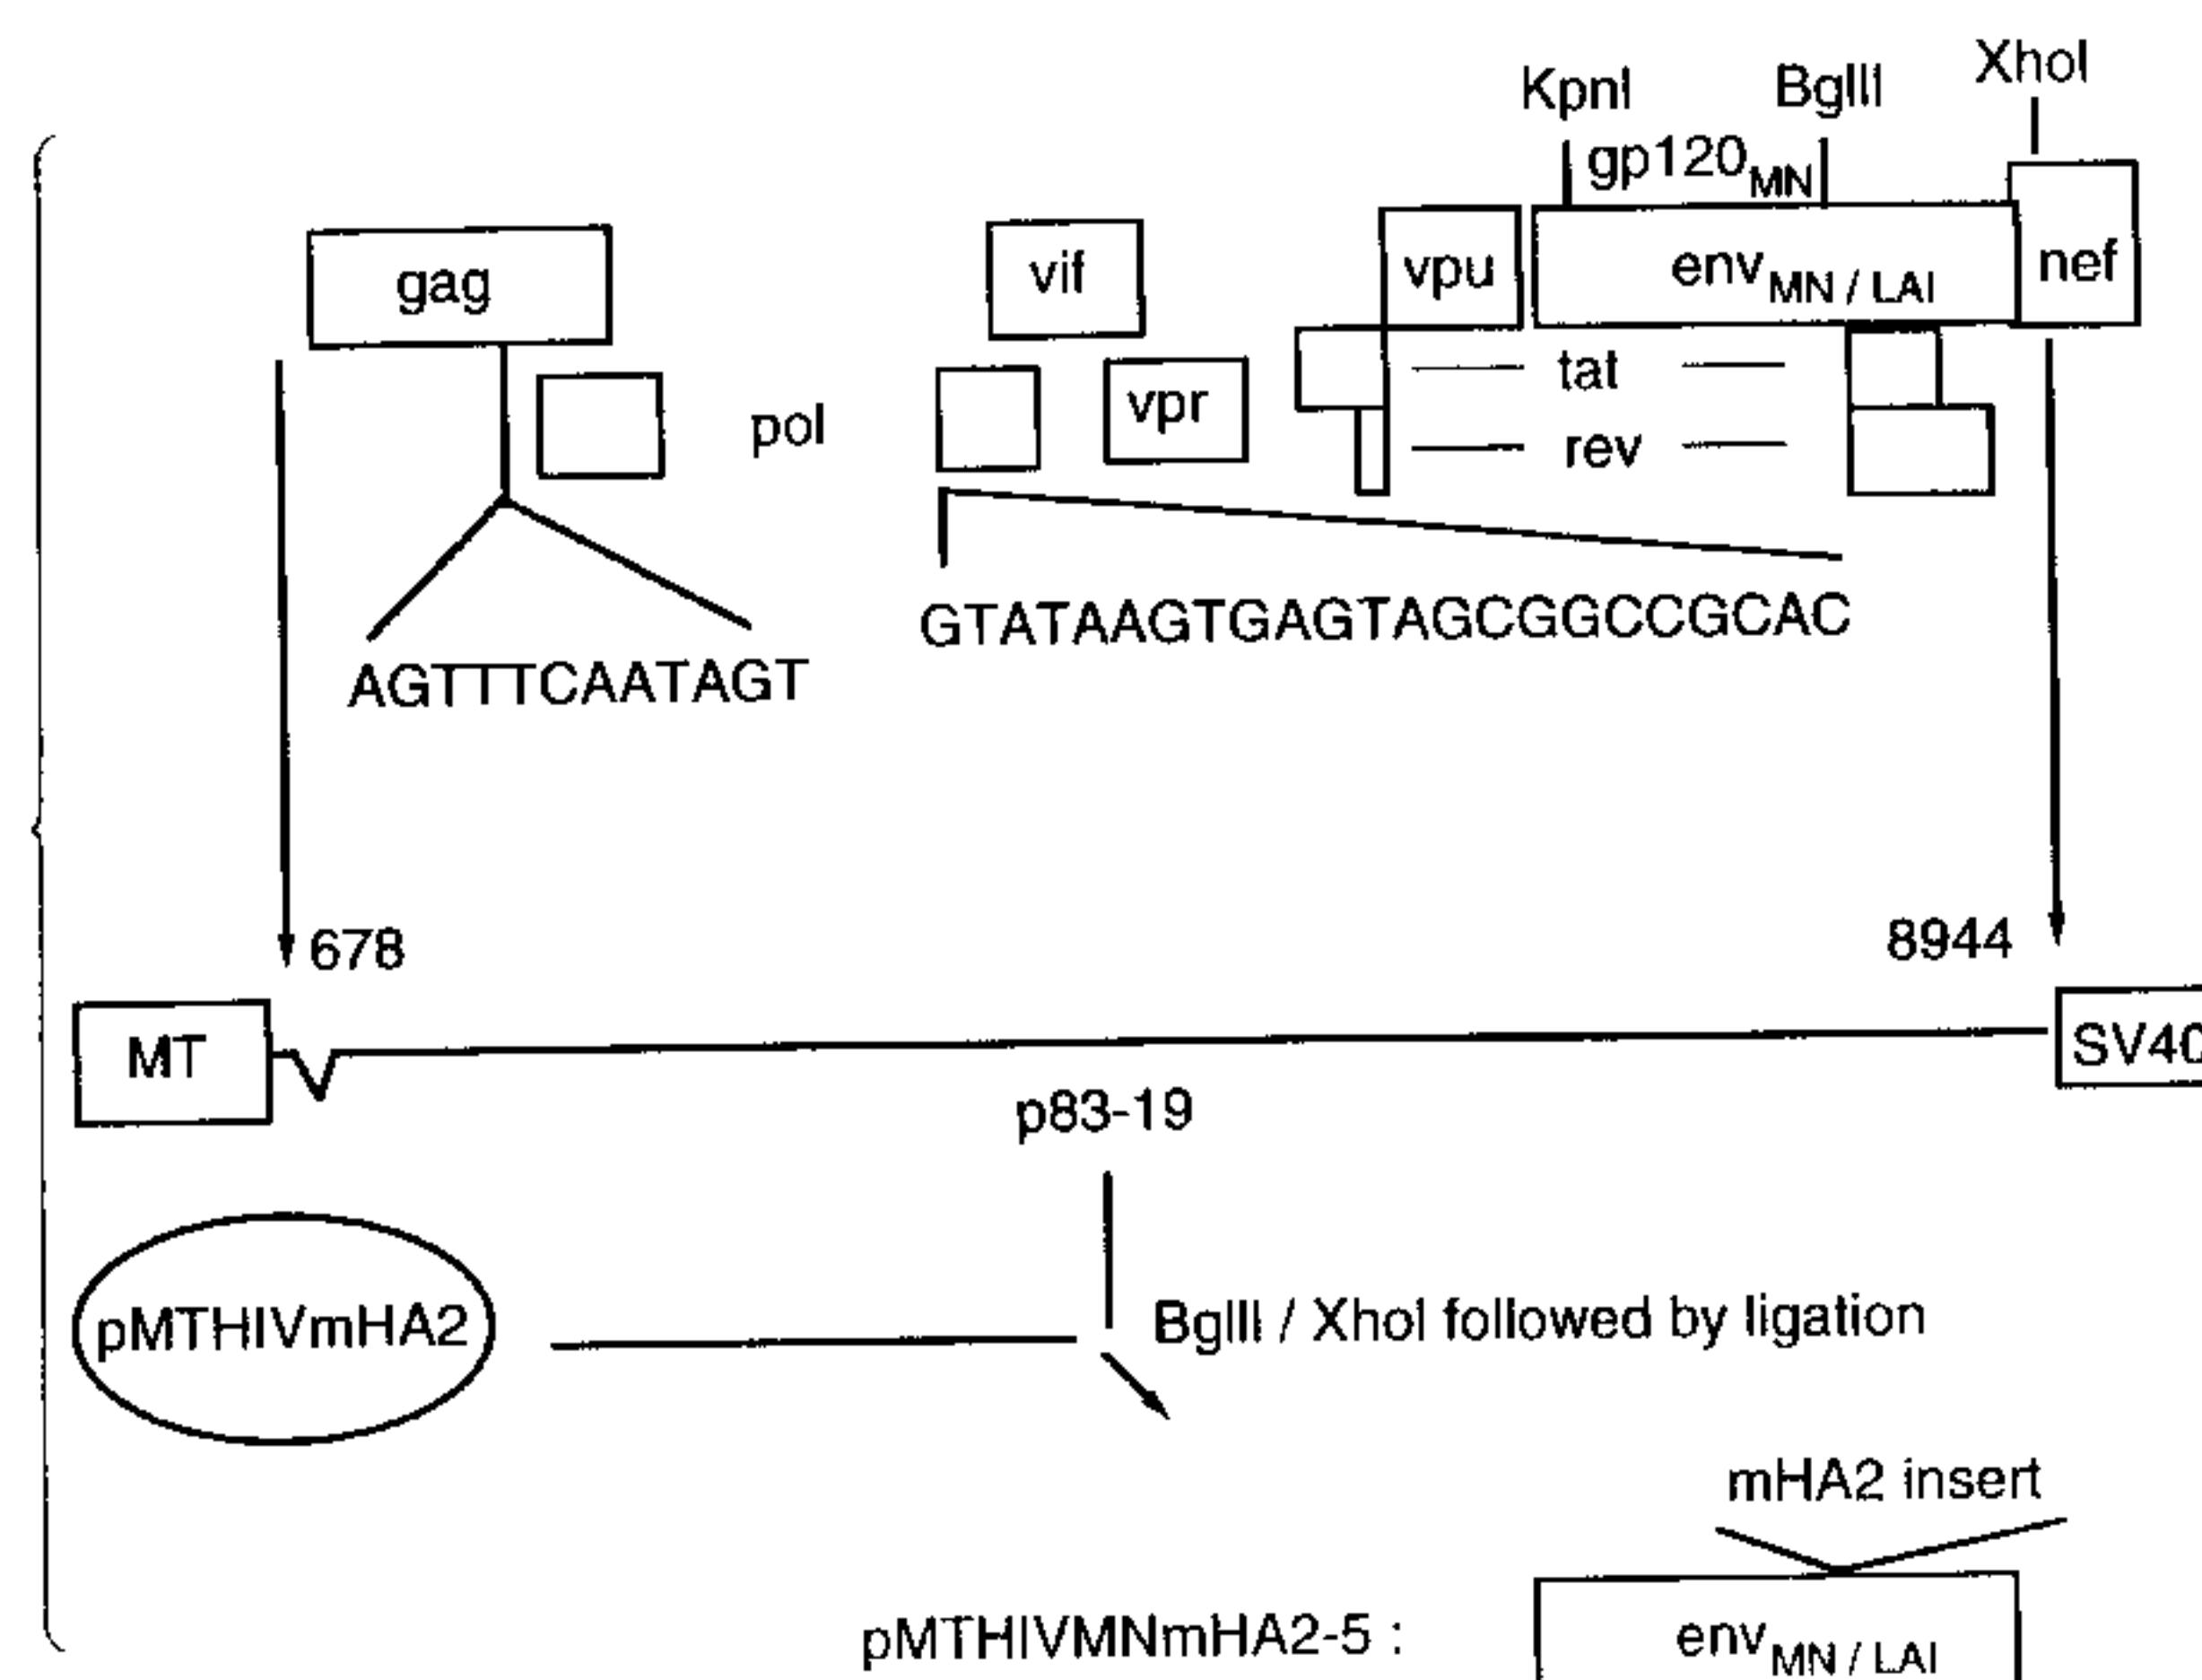 XhoI
KpnI BglII
gp120MN
gag vif vpu envMN / LAI nef
tat
pol vpr
rev
GTATAAGTGAGTAGCGGCCGCAC
AGTTTCAATAGT
678 8944
MT SV40
p83-19
pMTHIVmHA2 BglII / XhoI followed by ligation
mHA2 insert
pMTHIVMNmHA2-5 : envMN / LAI